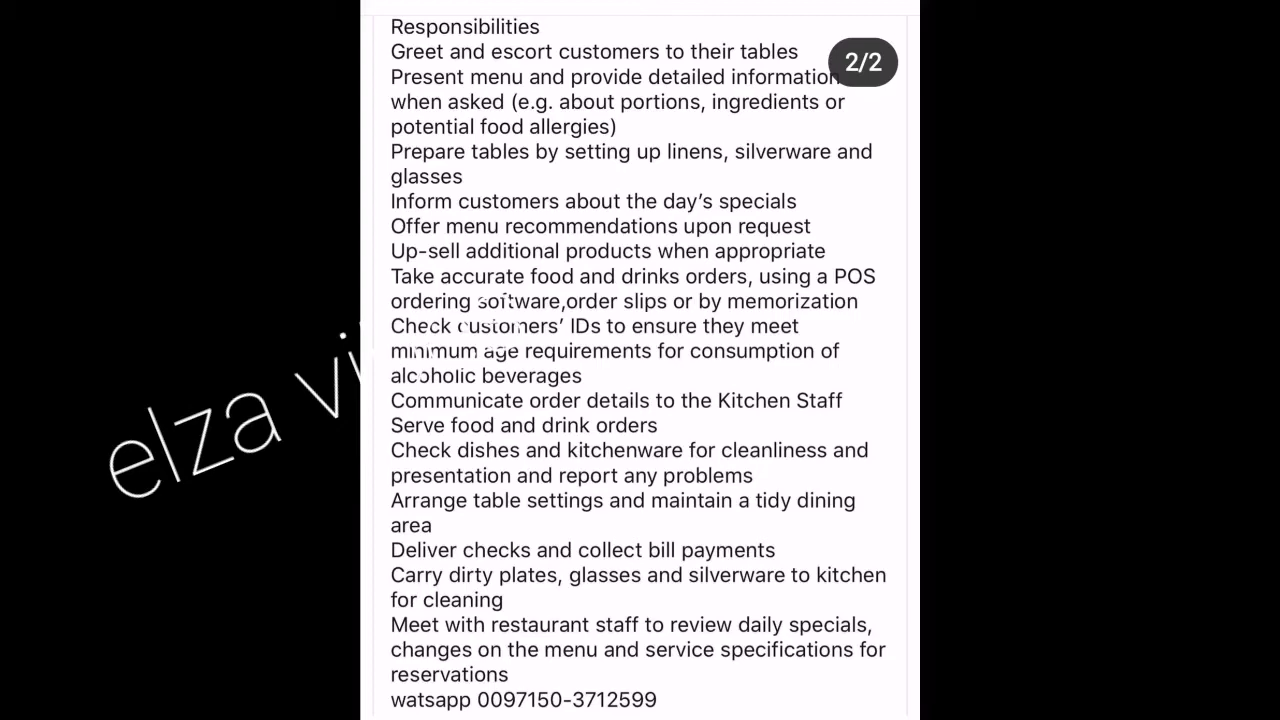 Responsibilities
Greet and escort customers to their tables
2/2
Present menu and provide detailed information
when asked (e.g. about portions, ingredients or
potential food allergies)
Prepare tables by setting up linens, silverware and
glasses
Inform customers about the day’s specials
Offer menu recommendations upon request
Up-sell additional products when appropriate
Take accurate food and drinks orders, using a POS
ordering software,order slips or by memorization
Check customers’ IDs to ensure they meet
minimum age requirements for consumption of
alcoholic beverages
Communicate order details to the Kitchen Staff
Serve food and drink orders
Check dishes and kitchenware for cleanliness and
presentation and report any problems
Arrange table settings and maintain a tidy dining
area
Deliver checks and collect bill payments
Carry dirty plates, glasses and silverware to kitchen
for cleaning
Meet with restaurant staff to review daily specials,
changes on the menu and service specifications for
reservations
watsapp 0097150-3712599
elza